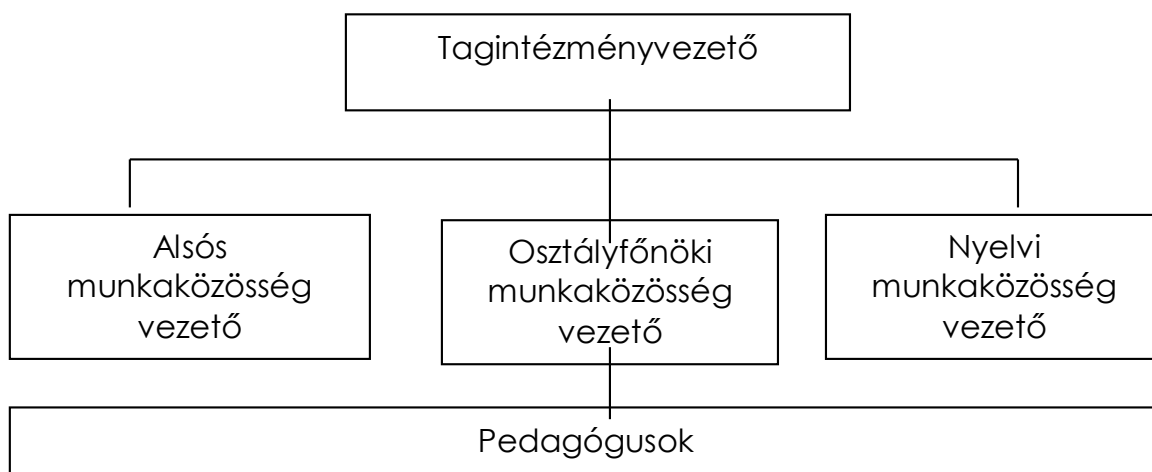 Tagintézményvezető
Alsós
munkaközösség
vezető
Osztályfőnöki
munkaközösség
vezető
Nyelvi
munkaközösség
vezető
Pedagógusok